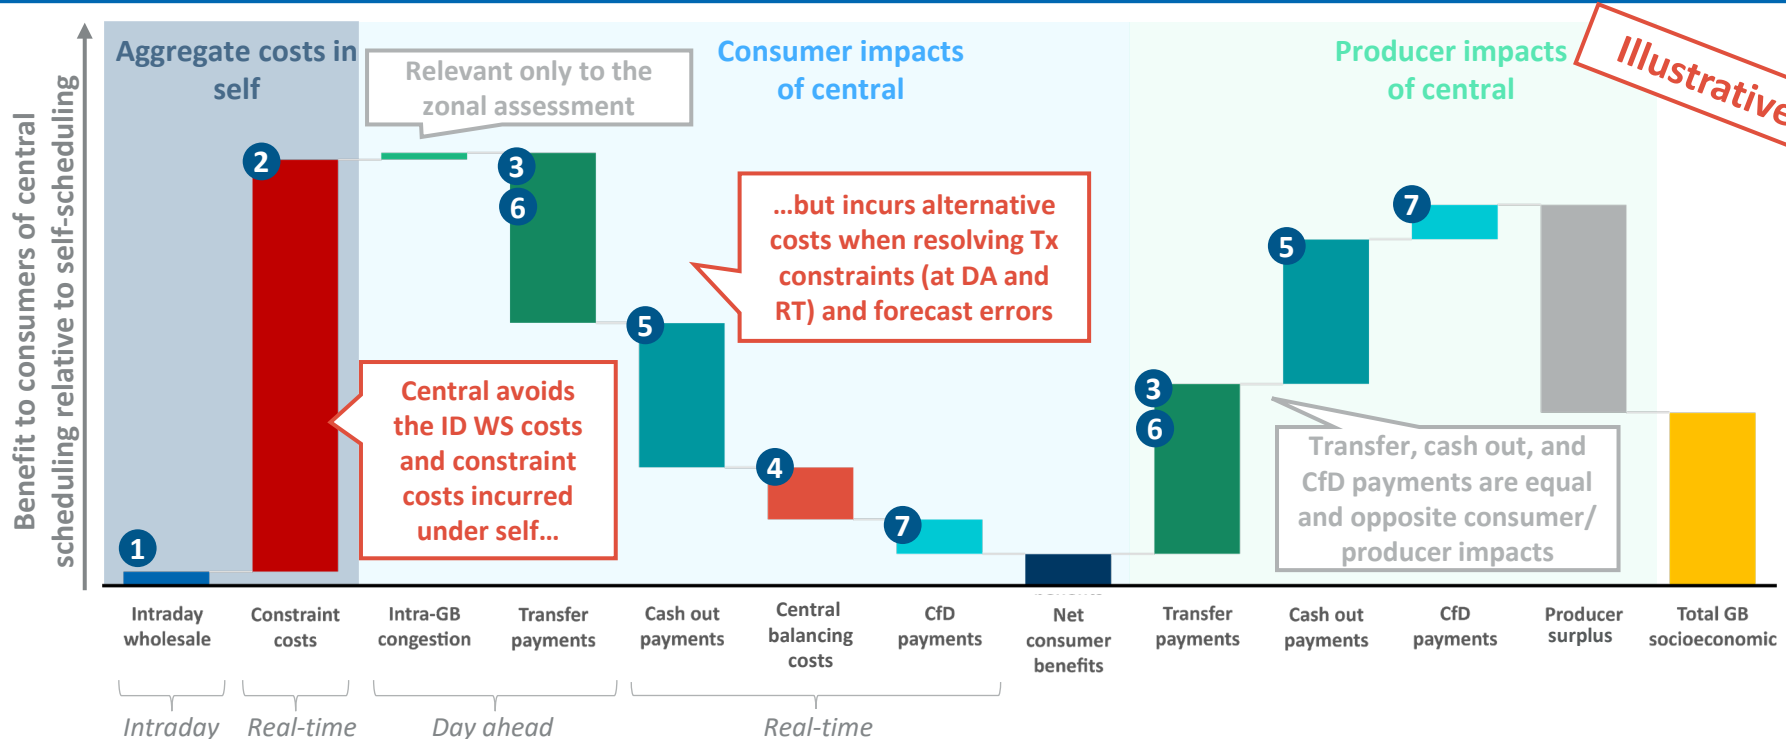 Benefit to consumers of central
scheduling relative to self-scheduling
Aggregate costs in
self
Consumer impacts
of central
Producer impacts
of central
Illustrative
Relevant only to the
zonal assessment
...but incurs alternative
costs when resolving Tx
constraints (at DA and
RT) and forecast errors
Central avoids
the ID WS costs
and constraint
costs incurred
under self...
Transfer, cash out, and
CfD payments are equal
and opposite consumer/
producer impacts
1
2
3
6
5
4
7
3
6
5
7
Intraday
wholesale
Constraint
costs
Intra-GB
congestion
Transfer
payments
Cash out
payments
Central
balancing
costs
CfD
payments
Net
consumer
benefits
Transfer
payments
Cash out
payments
CfD
payments
Producer
surplus
Total GB
socioeconomic
Intraday
Real-time
Day ahead
Real-time